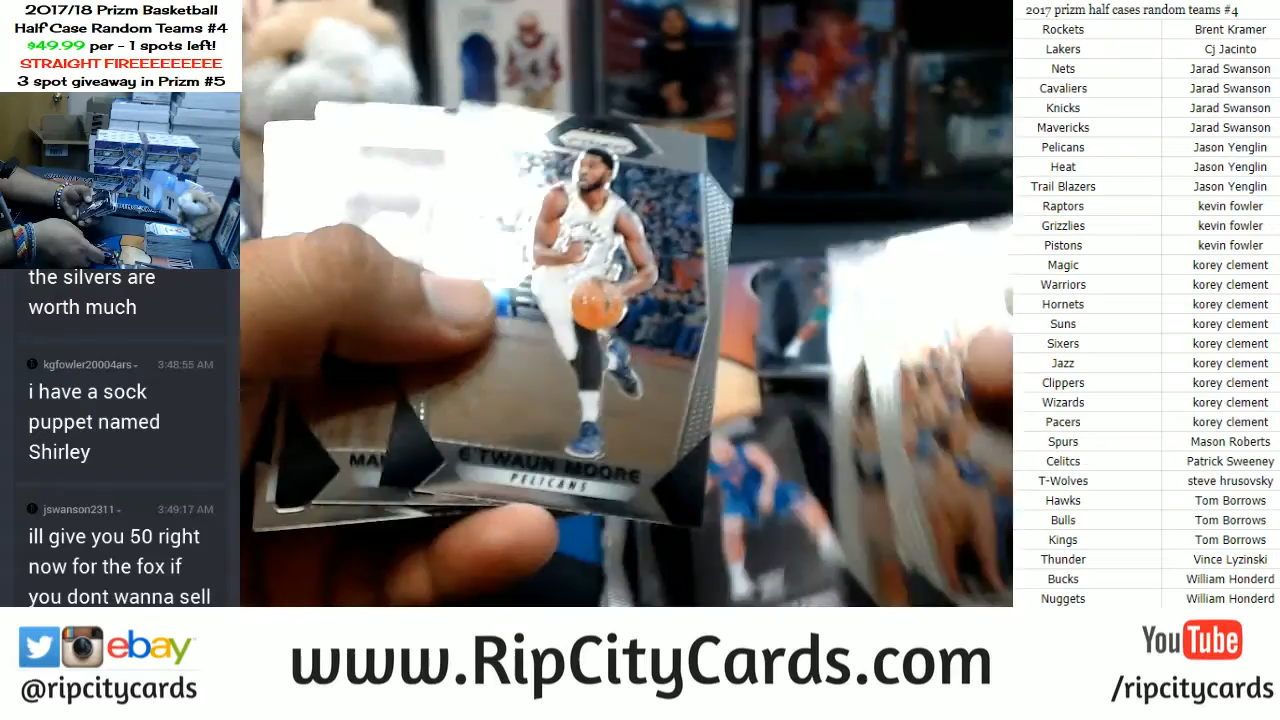 2017/18 Prizm Basketball
Half Case Random Teams #4
$49.99 per - 1 spots left!
STRAIGHT FIREEEEEEEEE
3 spot giveaway in Prizm #5
the silvers are
worth much
kgfowler20004ars 3:48:55 AM
i have a sock
puppet named
Shirley
jswanson2311 3:49:17 AM
ill give you 50 right
now for the fox if
you dont wanna sell
E'TWAUN MOORE
PELICANS
2017 prizm half cases random teams #4
Rockets Brent Kramer
Lakers Cj Jacinto
Nets Jarad Swanson
Cavaliers Jarad Swanson
Knicks Jarad Swanson
Mavericks Jarad Swanson
Pelicans Jason Yenglin
Heat Jason Yenglin
Trail Blazers Jason Yenglin
Raptors kevin fowler
Grizzlies kevin fowler
Pistons kevin fowler
Magic korey clement
Warriors korey clement
Hornets korey clement
Suns korey clement
Sixers korey clement
Jazz korey clement
Clippers korey clement
Wizards korey clement
Pacers korey clement
Spurs Mason Roberts
Celitcs Patrick Sweeney
T-Wolves steve hrusovsky
Hawks Tom Borrows
Bulls Tom Borrows
Kings Tom Borrows
Thunder Vince Lyzinski
Bucks William Honderd
Nuggets William Honderd
ebay
@ripcitycards
www.RipCityCards.com
YouTube
/ripcitycards